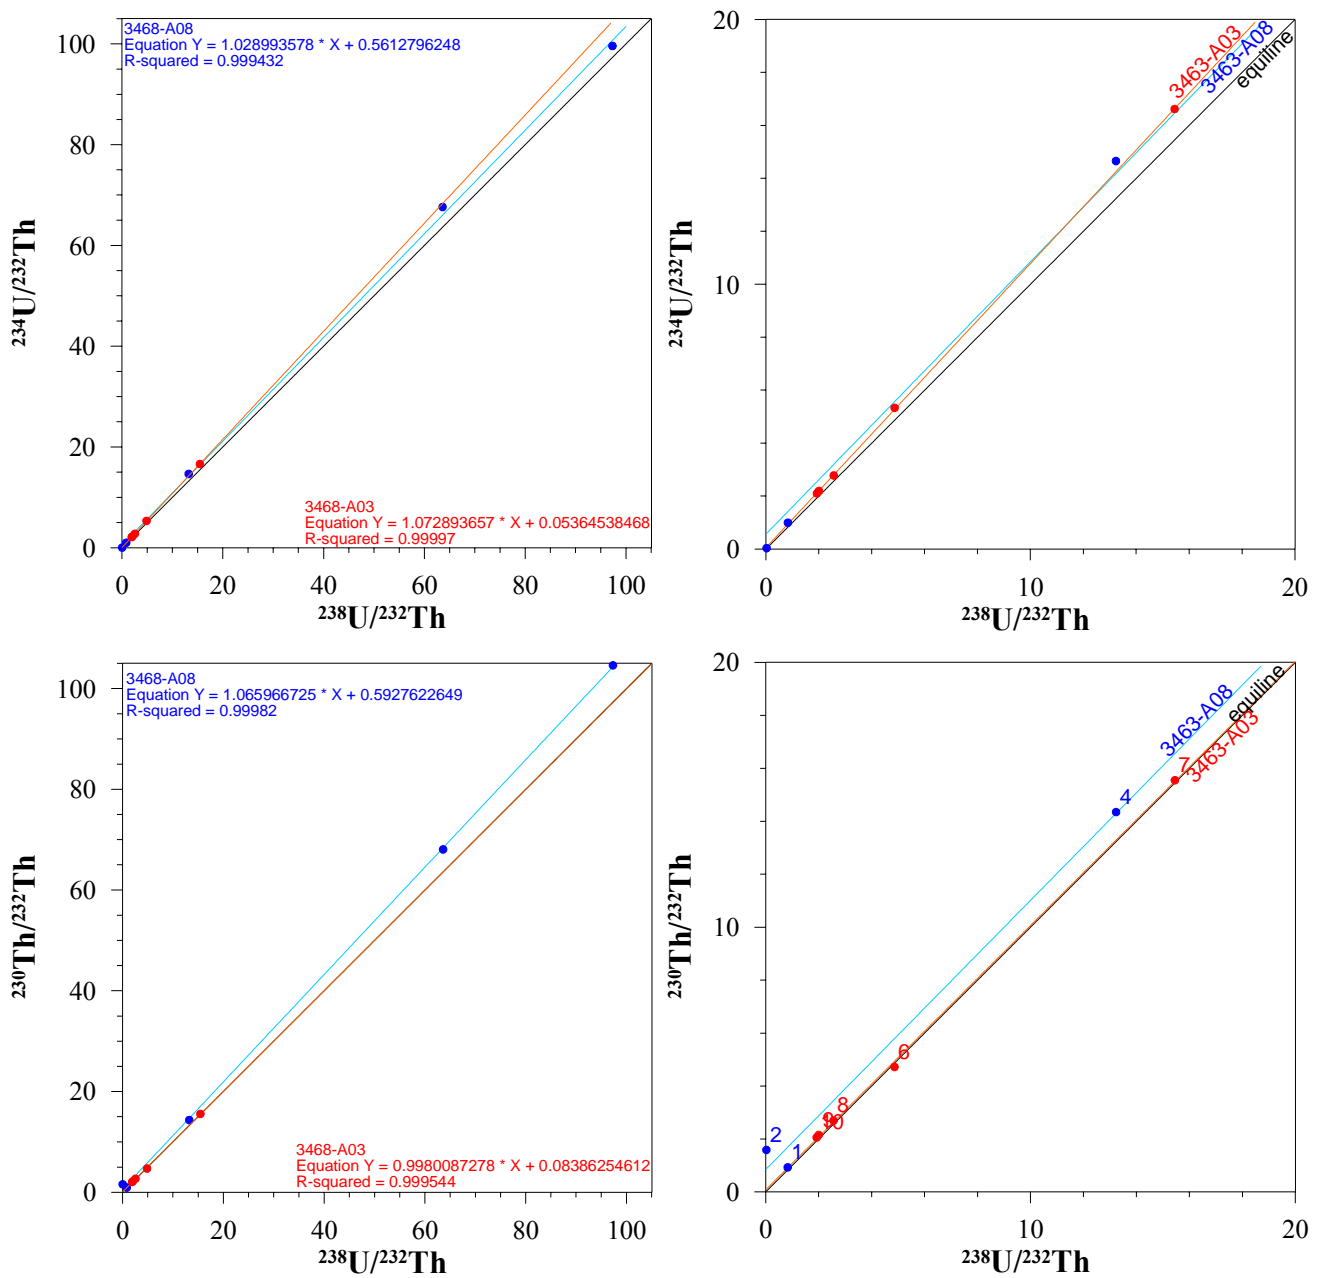 3468-A08
Equation Y = 1.028993578 * X + 0.5612796248
R-squared = 0.999432
100
80
60
40
20
0
234U/232Th
3468-A03
Equation Y = 1.072893657 * X + 0.05364538468
R-squared = 0.99997
0 20 40 60 80 100
238U/232Th
20
10
0
234U/232Th
3463-A03
3463-A08
equiline
0 10 20
238U/232Th
3468-A08
Equation Y = 1.065966725 * X + 0.5927622649
R-squared = 0.99982
100
80
60
40
20
0
230Th/232Th
3468-A03
Equation Y = 0.9980087278 * X + 0.08386254612
R-squared = 0.999544
0 20 40 60 80 100
238U/232Th
20
10
0
230Th/232Th
3463-A08
equiline
3463-A03
7
4
6
8
9
10
2
1
0 10 20
238U/232Th